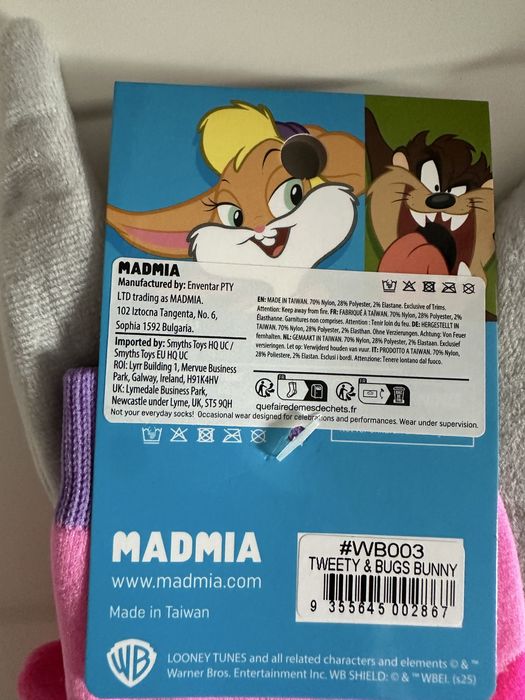 MADMIA
Manufactured by: Enventar PTY
LTD trading as MADMIA.
102 Iztocna Tangenta, No. 6,
Sophia 1592 Bulgaria.
Imported by: Smyths Toys HQ UC /
Smyths Toys EU HQ UC
ROI: Lyrr Building 1, Mervue Business
Park, Galway, Ireland, H91K4HV
UK: Lymedale Business Park,
Newcastle under Lyme, UK, ST5 9QH
EN: MADE IN TAIWAN. 70% Nylon, 28% Polyester, 2% Elastane. Exclusive of Trims.
Attention: Keep away from fire. FR: FABRIQUÉ À TAIWAN. 70% Nylon, 28% Polyester, 2%
Élasthanne. Garnitures non comprises. Attention : Tenir loin du feu. DE: HERGESTELLT IN
TAIWAN. 70% Nylon, 28% Polyester, 2% Elasthan. Ohne Verzierungen. Achtung: Von Feuer
fernhalten. NL: GEMAAKT IN TAIWAN. 70% Nylon, 28% Polyester, 2% Elastaan. Exclusief
versieringen. Let op: Verwijderd houden van vuur. IT: PRODOTTO A TAIWAN. 70% Nylon,
28% Poliestere, 2% Elastan. Esclusi i bordi. Attenzione: Tenere lontano dal fuoco.
quefairedemesdechets.fr
Not your everyday socks! Occasional wear designed for celebrations and performances. Wear under supervision.
MADMIA
www.madmia.com
Made in Taiwan
#WB003
TWEETY & BUGS BUNNY
9 355645 002867
WB
LOONEY TUNES and all related characters and elements © & ™
Warner Bros. Entertainment Inc. WB SHIELD: © & ™ WBEI. (s25)